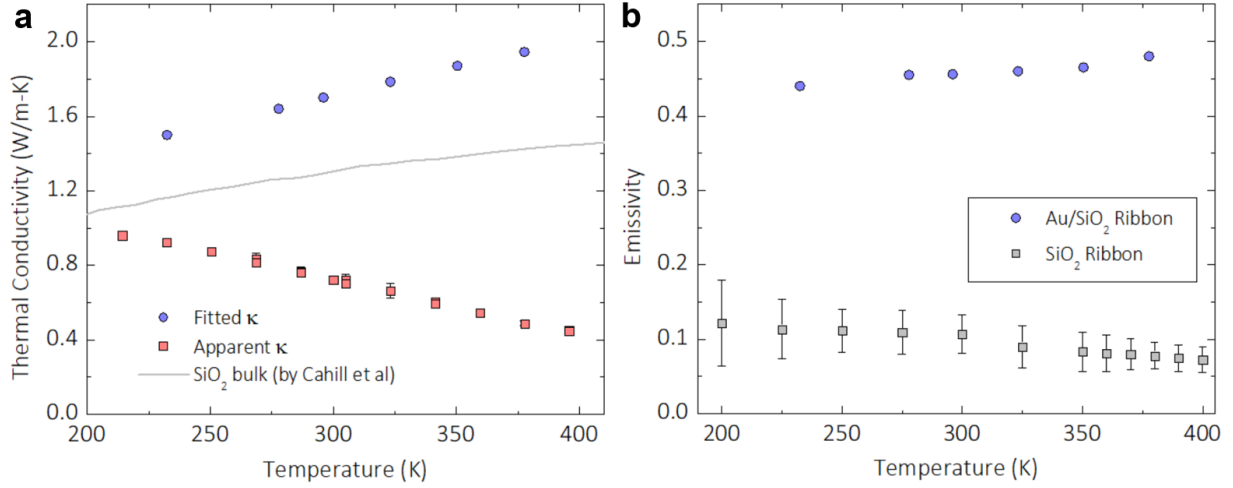 a
Thermal Conductivity (W/m-K)
2.0
1.6
1.2
0.8
0.4
0.0
Fitted κ
Apparent κ
SiO₂ bulk (by Cahill et al)
200 250 300 350 400
Temperature (K)
b
Emissivity
0.5
0.4
0.3
0.2
0.1
0.0
Au/SiO₂ Ribbon
SiO₂ Ribbon
200 250 300 350 400
Temperature (K)